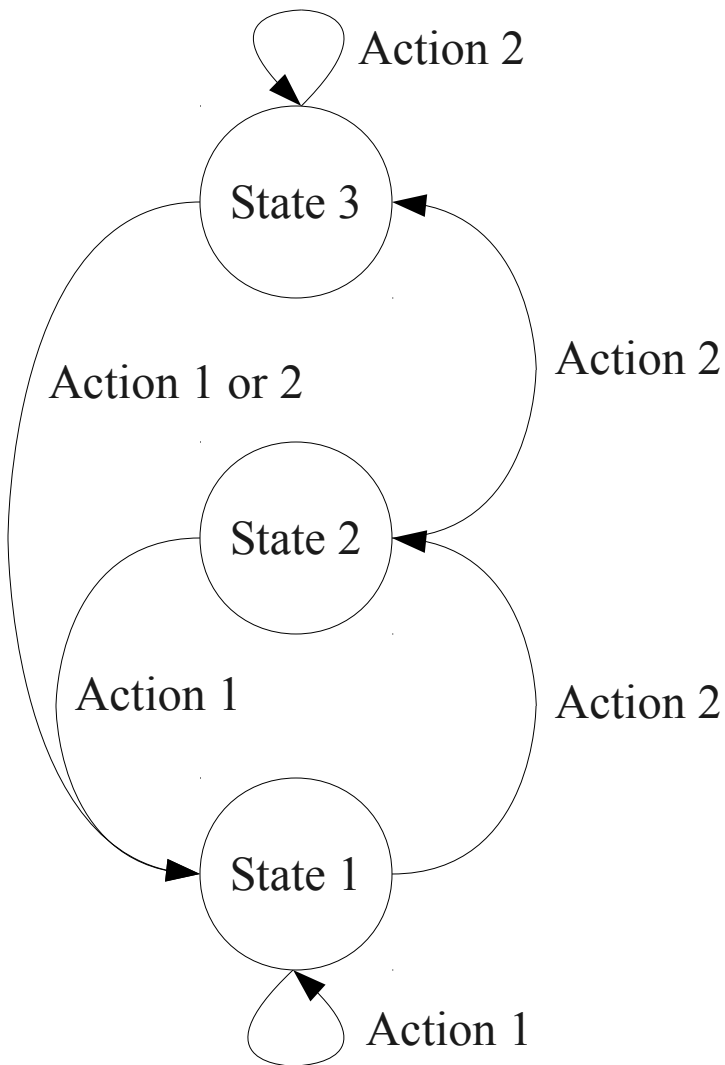 Action 2
State 3
Action 2
Action 1 or 2
State 2
Action 1
Action 2
State 1
Action 1